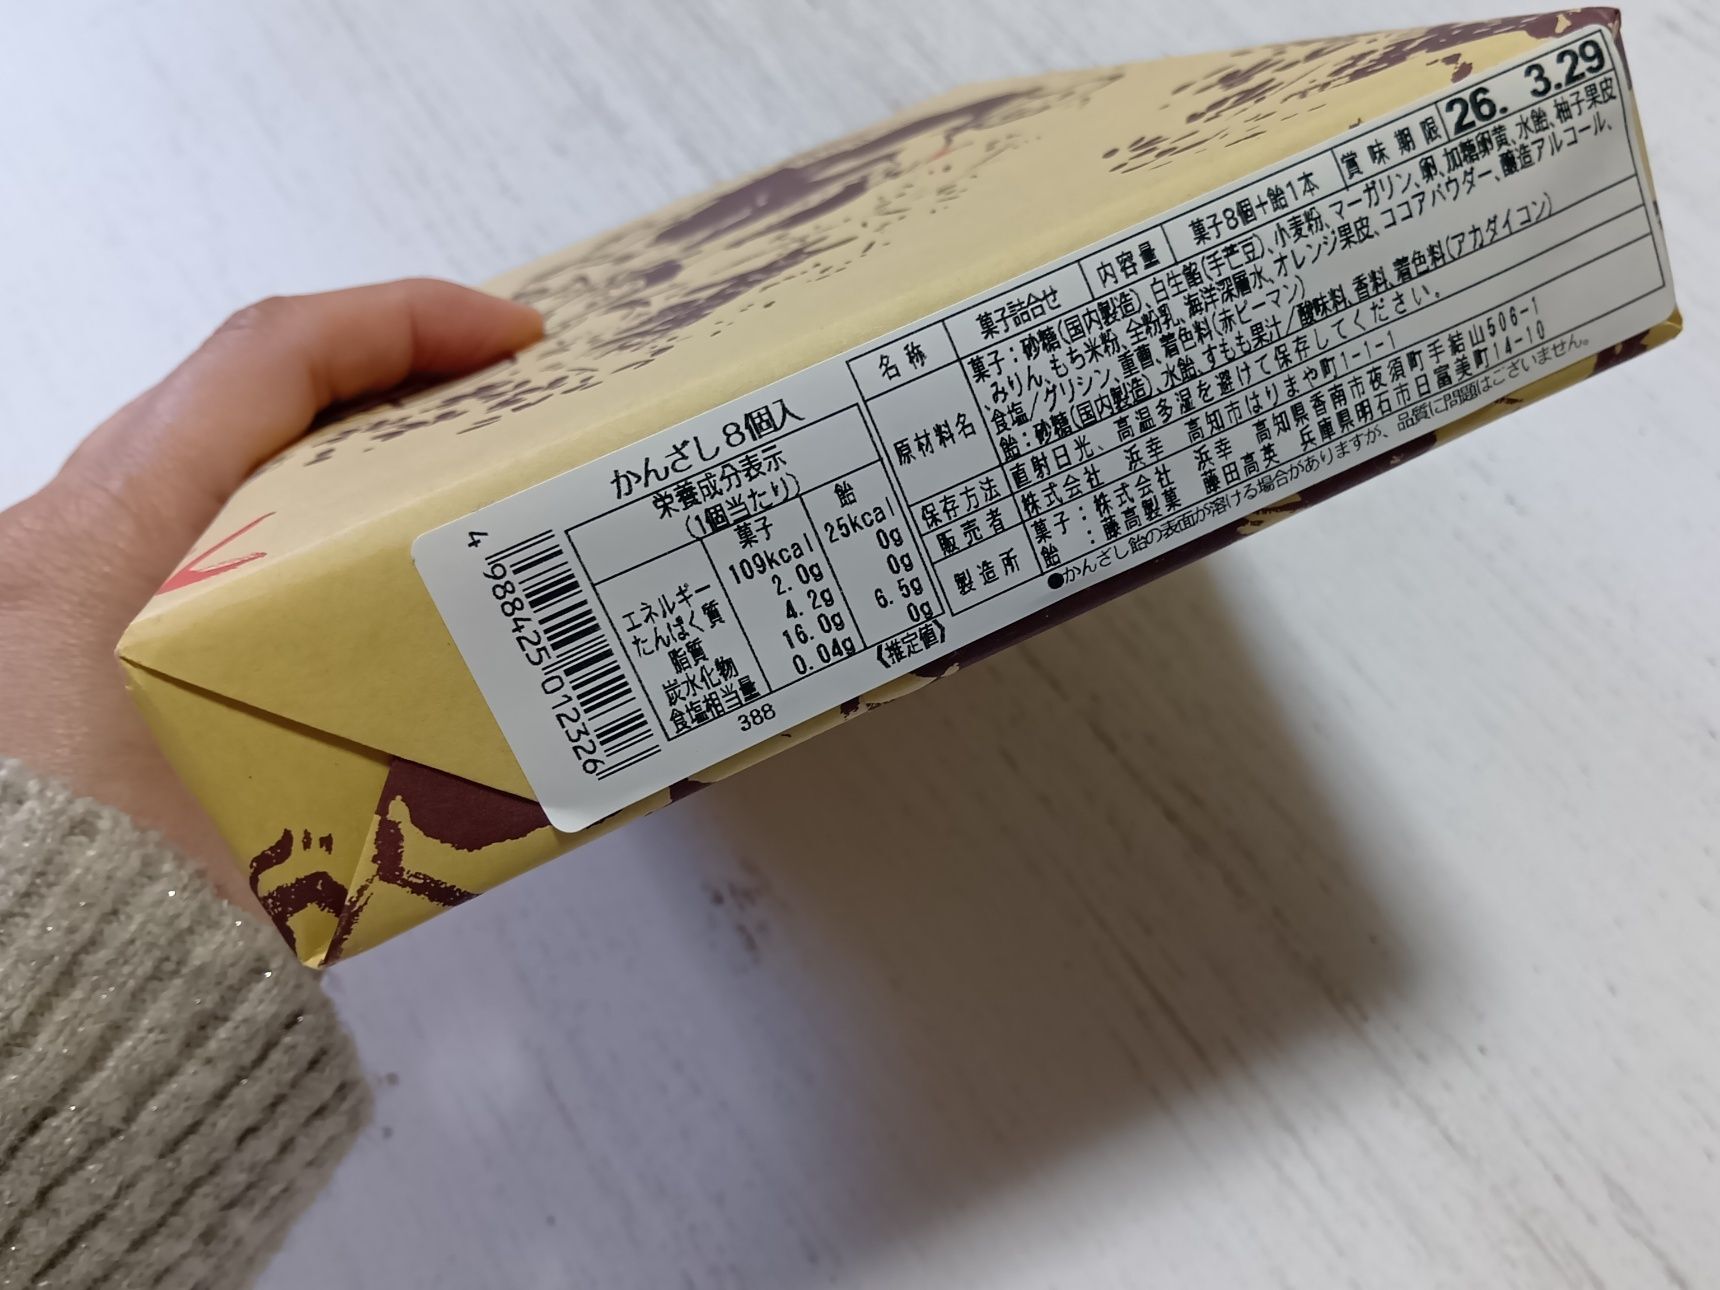 かんざし8個入
栄養成分表示
(1個当たり)
菓子 飴
エネルギー 109kcal 25kcal
たんぱく質 2.0g 0g
脂質 4.2g 0g
炭水化物 16.0g 6.5g
食塩相当量 0.04g 0g
388 《推定値》
4 988425 012326
名称 菓子詰合せ 内容量 菓子8個+飴1本 賞味期限 26. 3.29
原材料名 菓子:砂糖(国内製造)、白生餡(手芒豆)、小麦粉、マーガリン、卵、加糖卵黄、水飴、柚子果皮
、みりん、もち米粉、全粉乳、海洋深層水、オレンジ果皮、ココアパウダー、醸造アルコール、
食塩/グリシン、重曹、着色料(赤ピーマン)
飴:砂糖(国内製造)、水飴、すもも果汁/酸味料、香料、着色料(アカダイコン)
保存方法 直射日光、高温多湿を避けて保存してください。
販売者 株式会社 浜幸 高知市はりまや町1-1-1
製造所 菓子:株式会社 浜幸 高知県香南市夜須町手結山506-1
飴:藤高製菓 藤田高英 兵庫県明石市日富美町14-10
●かんざし飴の表面が溶ける場合がありますが、品質に問題はございません。